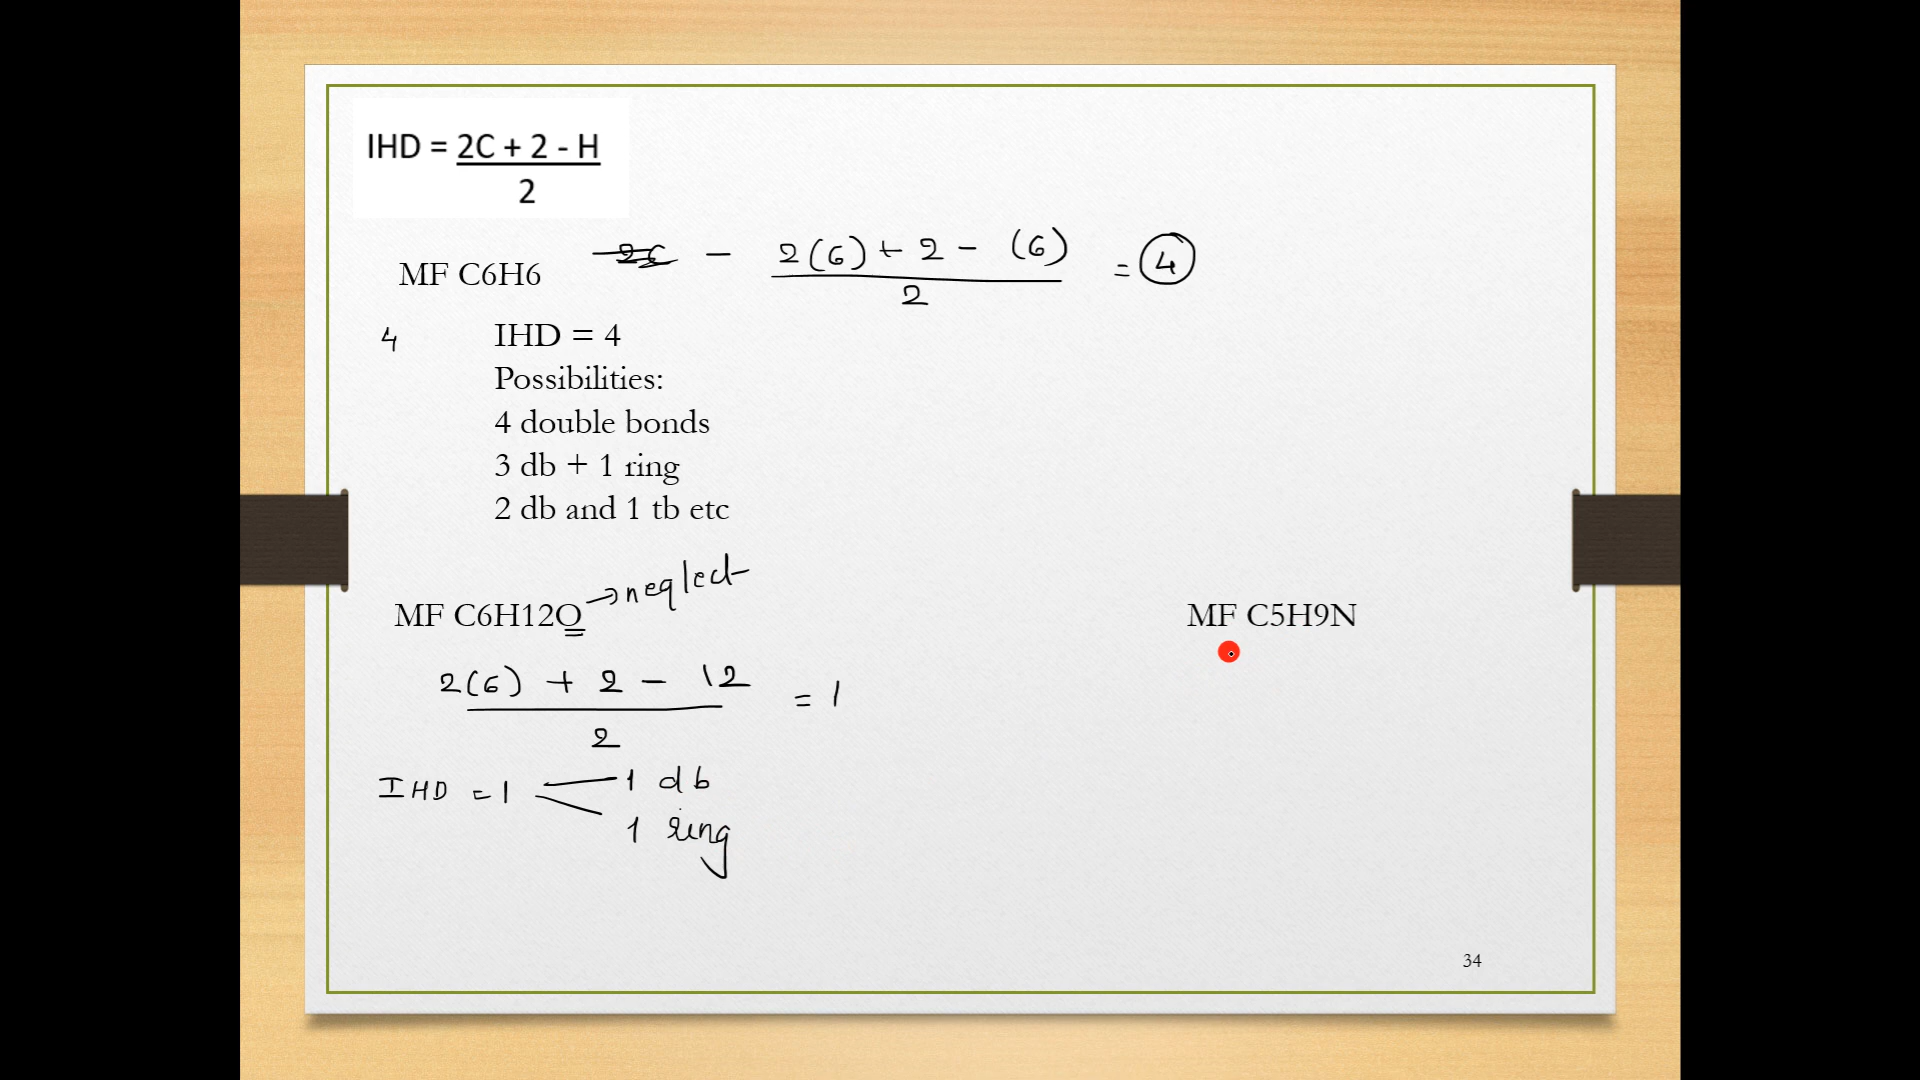 IHD = 2C + 2 - H
2
MF C6H6
- 2(6) + 2 - (6) = 4
2
4
IHD = 4
Possibilities:
4 double bonds
3 db + 1 ring
2 db and 1 tb etc
MF C6H12O → neglect
2(6) + 2 - 12 = 1
2
IHD = 1
1 db
1 ring
MF C5H9N
34